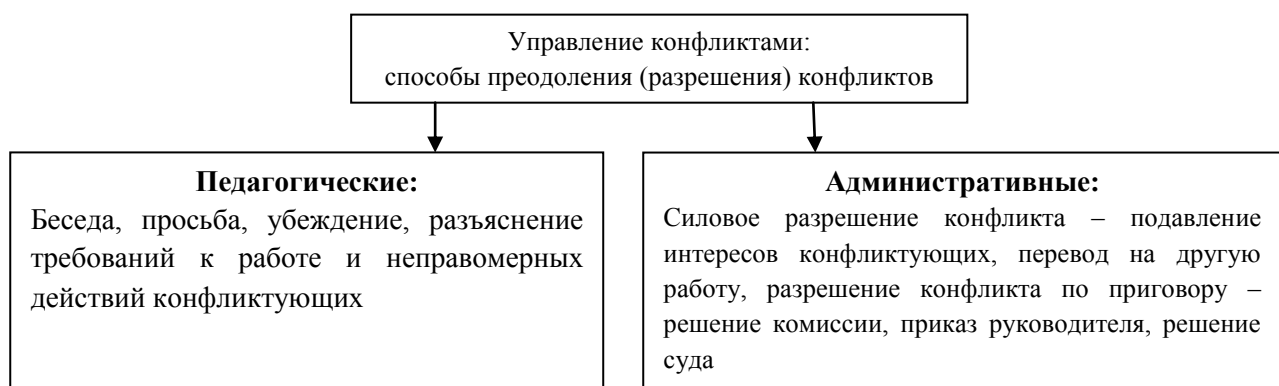 Управление конфликтами:
способы преодоления (разрешения) конфликтов
Педагогические:
Беседа, просьба, убеждение, разъяснение
требований к работе и неправомерных
действий конфликтующих
Административные:
Силовое разрешение конфликта – подавление
интересов конфликтующих, перевод на другую
работу, разрешение конфликта по приговору –
решение комиссии, приказ руководителя, решение
суда